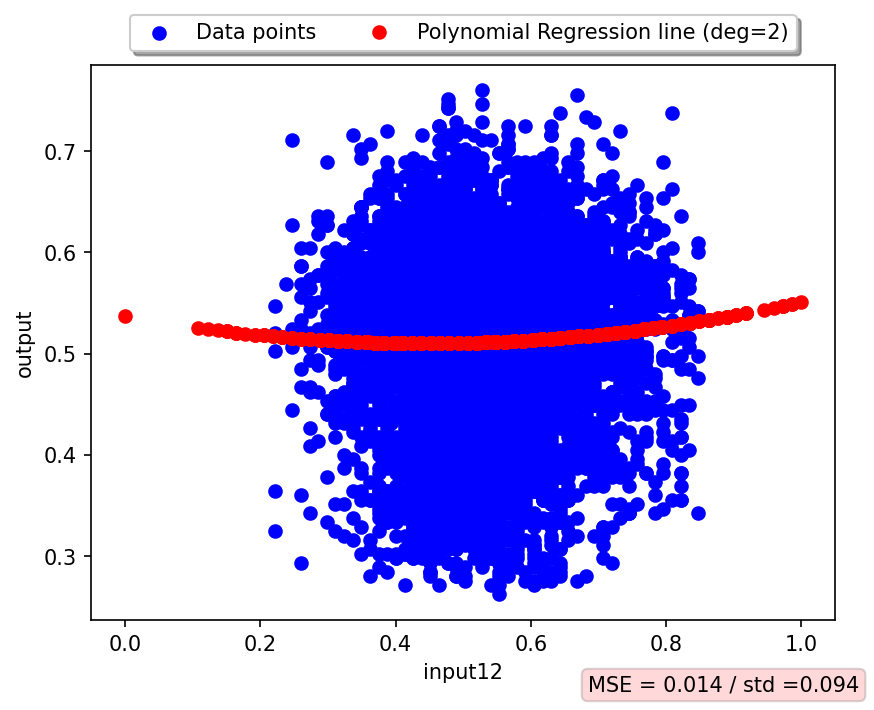 Data points
Polynomial Regression line (deg=2)
output
0.7
0.6
0.5
0.4
0.3
0.0 0.2 0.4 0.6 0.8 1.0
input12
MSE = 0.014 / std =0.094